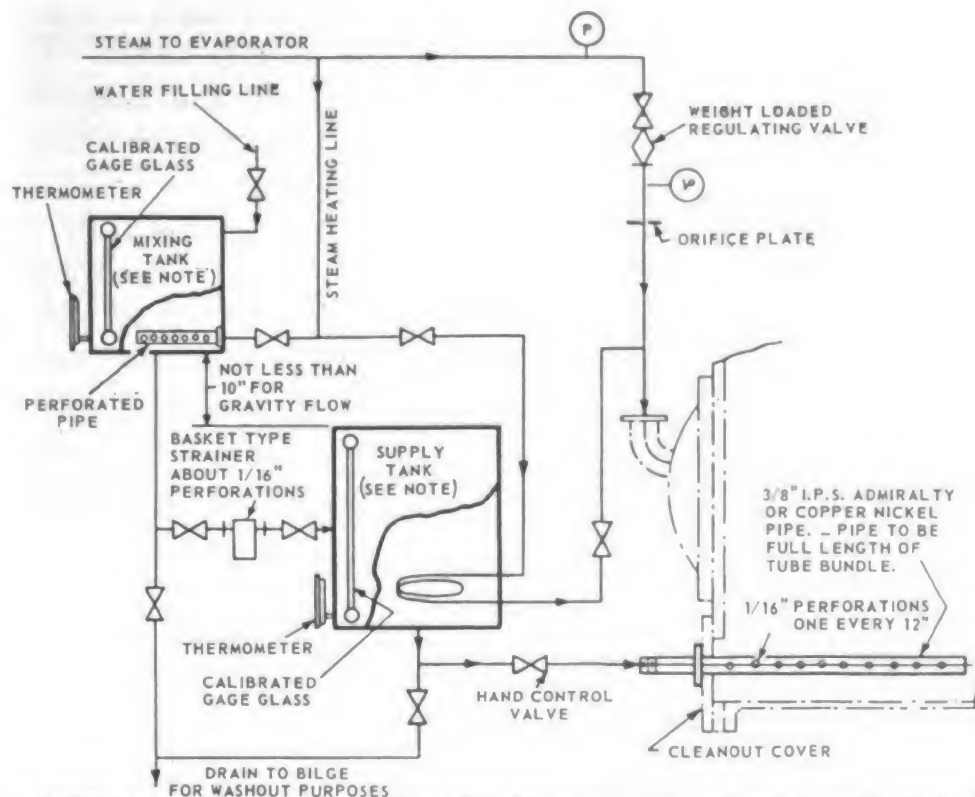 STEAM TO EVAPORATOR
P
WATER FILLING LINE
WEIGHT LOADED
REGULATING VALVE
CALIBRATED
GAGE GLASS
THERMOMETER
P
STEAM HEATING LINE
MIXING
TANK
(SEE NOTE)
ORIFICE PLATE
NOT LESS THAN
10" FOR
GRAVITY FLOW
PERFORATED
PIPE
BASKET TYPE
STRAINER
ABOUT 1/16"
PERFORATIONS
SUPPLY
TANK
(SEE NOTE)
3/8" I.P.S. ADMIRALTY
OR COPPER NICKEL
PIPE. – PIPE TO BE
FULL LENGTH OF
TUBE BUNDLE.
1/16" PERFORATIONS
ONE EVERY 12"
THERMOMETER
CALIBRATED
GAGE GLASS
HAND CONTROL
VALVE
CLEANOUT COVER
DRAIN TO BILGE
FOR WASHOUT PURPOSES